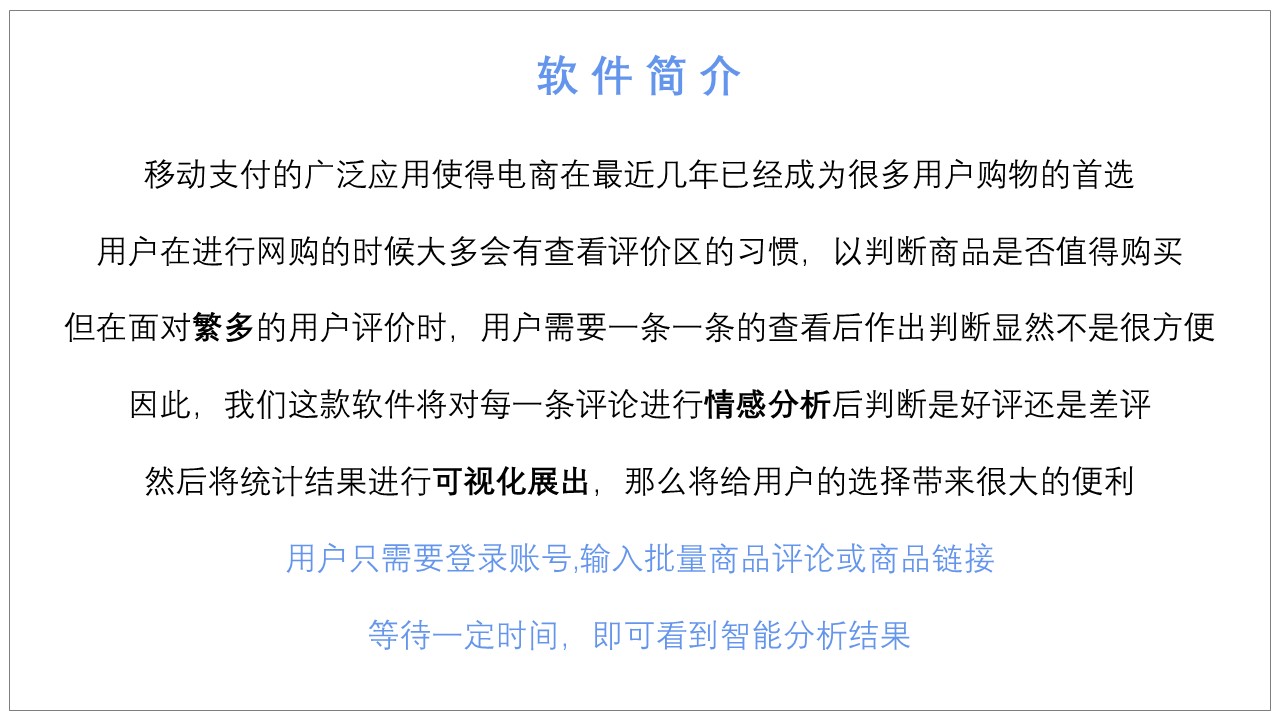 软件简介
移动支付的广泛应用使得电商在最近几年已经成为很多用户购物的首选
用户在进行网购的时候大多会有查看评价区的习惯，以判断商品是否值得购买
但在面对繁多的用户评价时，用户需要一条一条的查看后作出判断显然不是很方便
因此，我们这款软件将对每一条评论进行情感分析后判断是好评还是差评
然后将统计结果进行可视化展出，那么将给用户的选择带来很大的便利
用户只需要登录账号,输入批量商品评论或商品链接
等待一定时间，即可看到智能分析结果